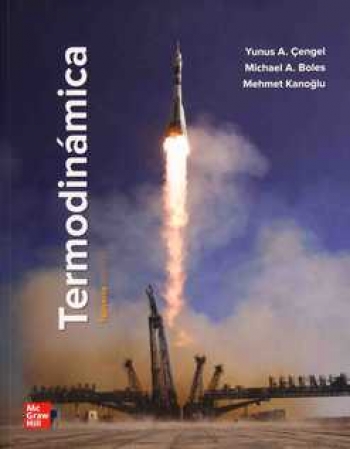 Yunus A. Çengel
Michael A. Boles
Mehmet Kanoğlu
Termodinámica
Mc
Graw
Hill